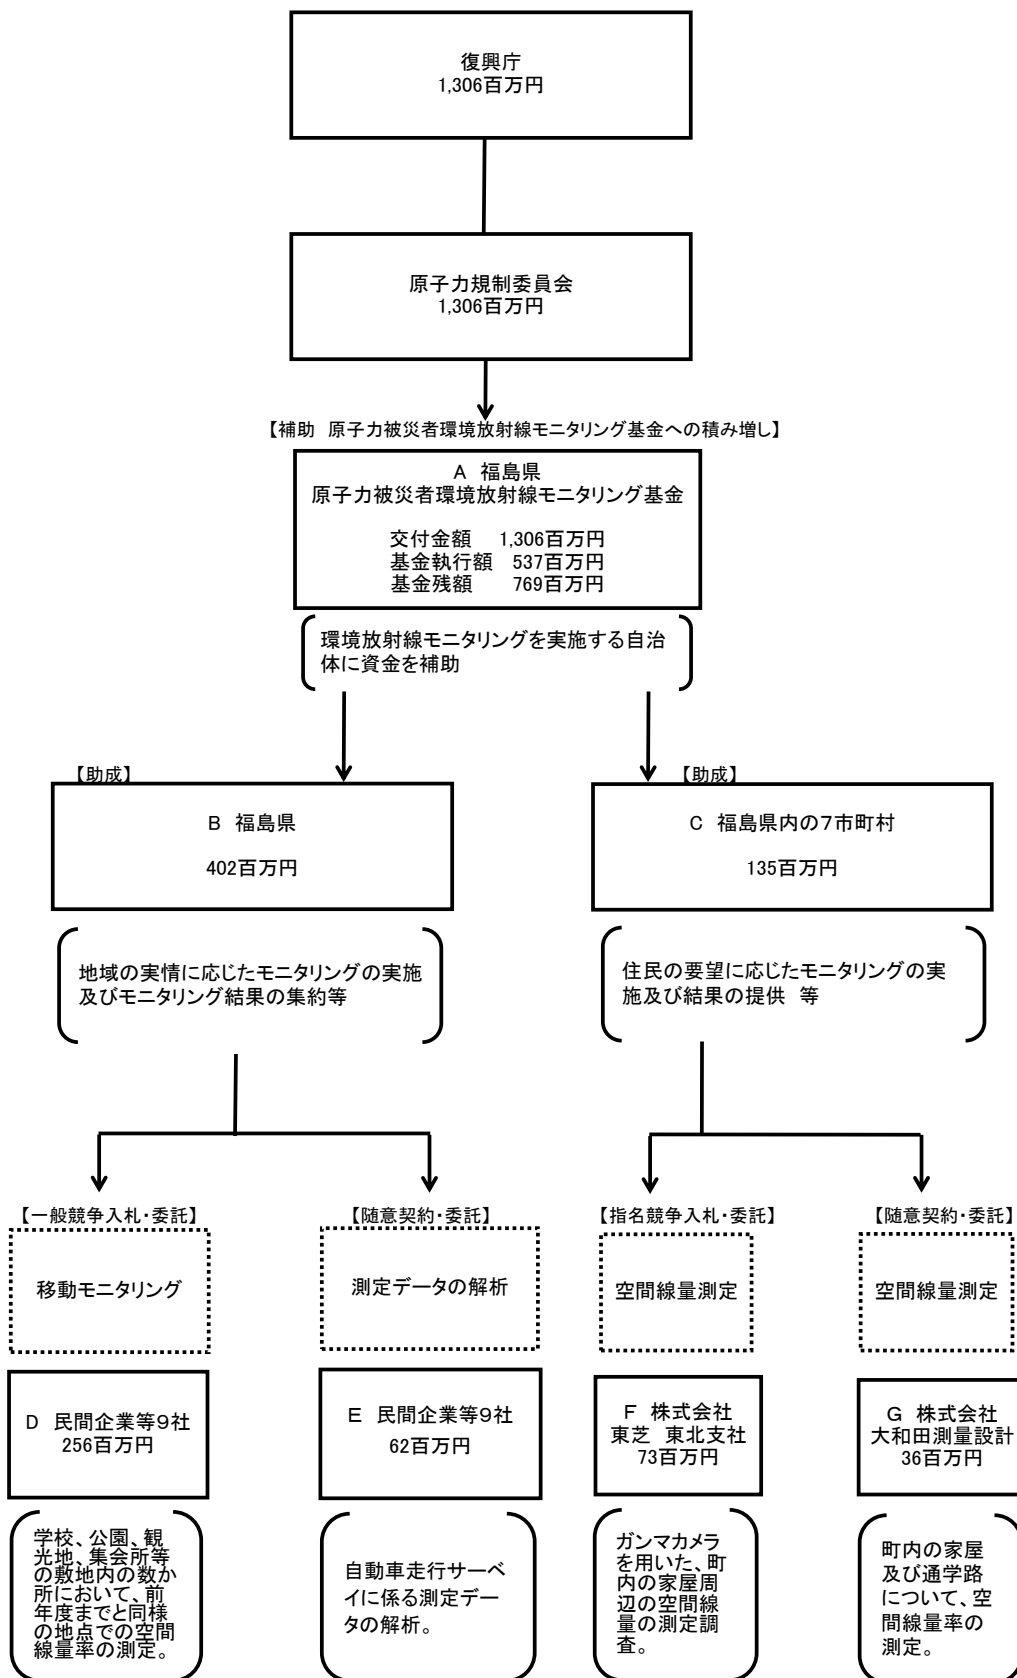 復興庁
1,306百万円
原子力規制委員会
1,306百万円
【補助 原子力被災者環境放射線モニタリング基金への積み増し】
A 福島県
原子力被災者環境放射線モニタリング基金
交付金額 1,306百万円
基金執行額 537百万円
基金残額 769百万円
環境放射線モニタリングを実施する自治
体に資金を補助
【助成】
B 福島県
402百万円
地域の実情に応じたモニタリングの実施
及びモニタリング結果の集約等
【助成】
C 福島県内の7市町村
135百万円
住民の要望に応じたモニタリングの実
施及び結果の提供 等
【一般競争入札・委託】
移動モニタリング
D 民間企業等9社
256百万円
学校、公園、観
光地、集会所等
の敷地内の数か
所において、前
年度までと同様
の地点での空間
線量率の測定。
【随意契約・委託】
測定データの解析
E 民間企業等9社
62百万円
自動車走行サーベ
イに係る測定デー
タの解析。
【指名競争入札・委託】
空間線量測定
F 株式会社
東芝 東北支社
73百万円
ガンマカメラ
を用いた、町
内の家屋周
辺の空間線
量の測定調
査。
【随意契約・委託】
空間線量測定
G 株式会社
大和田測量設計
36百万円
町内の家屋
及び通学路
について、空
間線量率の
測定。